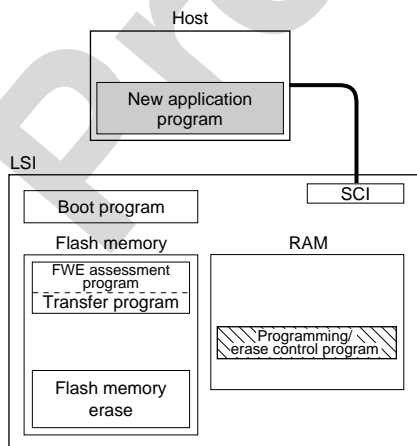 Host
New application
program
LSI
SCI
Boot program
Flash memory
RAM
FWE assessment
program
Transfer program
Programming/
erase control program
Flash memory
erase